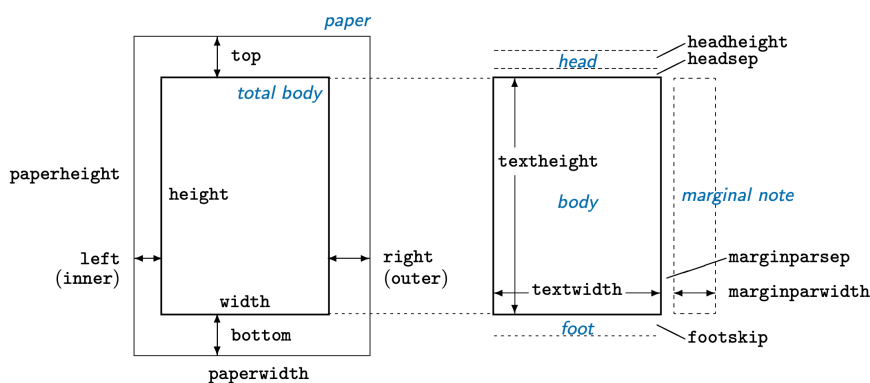 paper
top
total body
paperheight
height
left
(inner)
right
(outer)
width
bottom
paperwidth
headheight
head
headsep
textheight
body
marginal note
marginparsep
textwidth
marginparwidth
foot
footskip